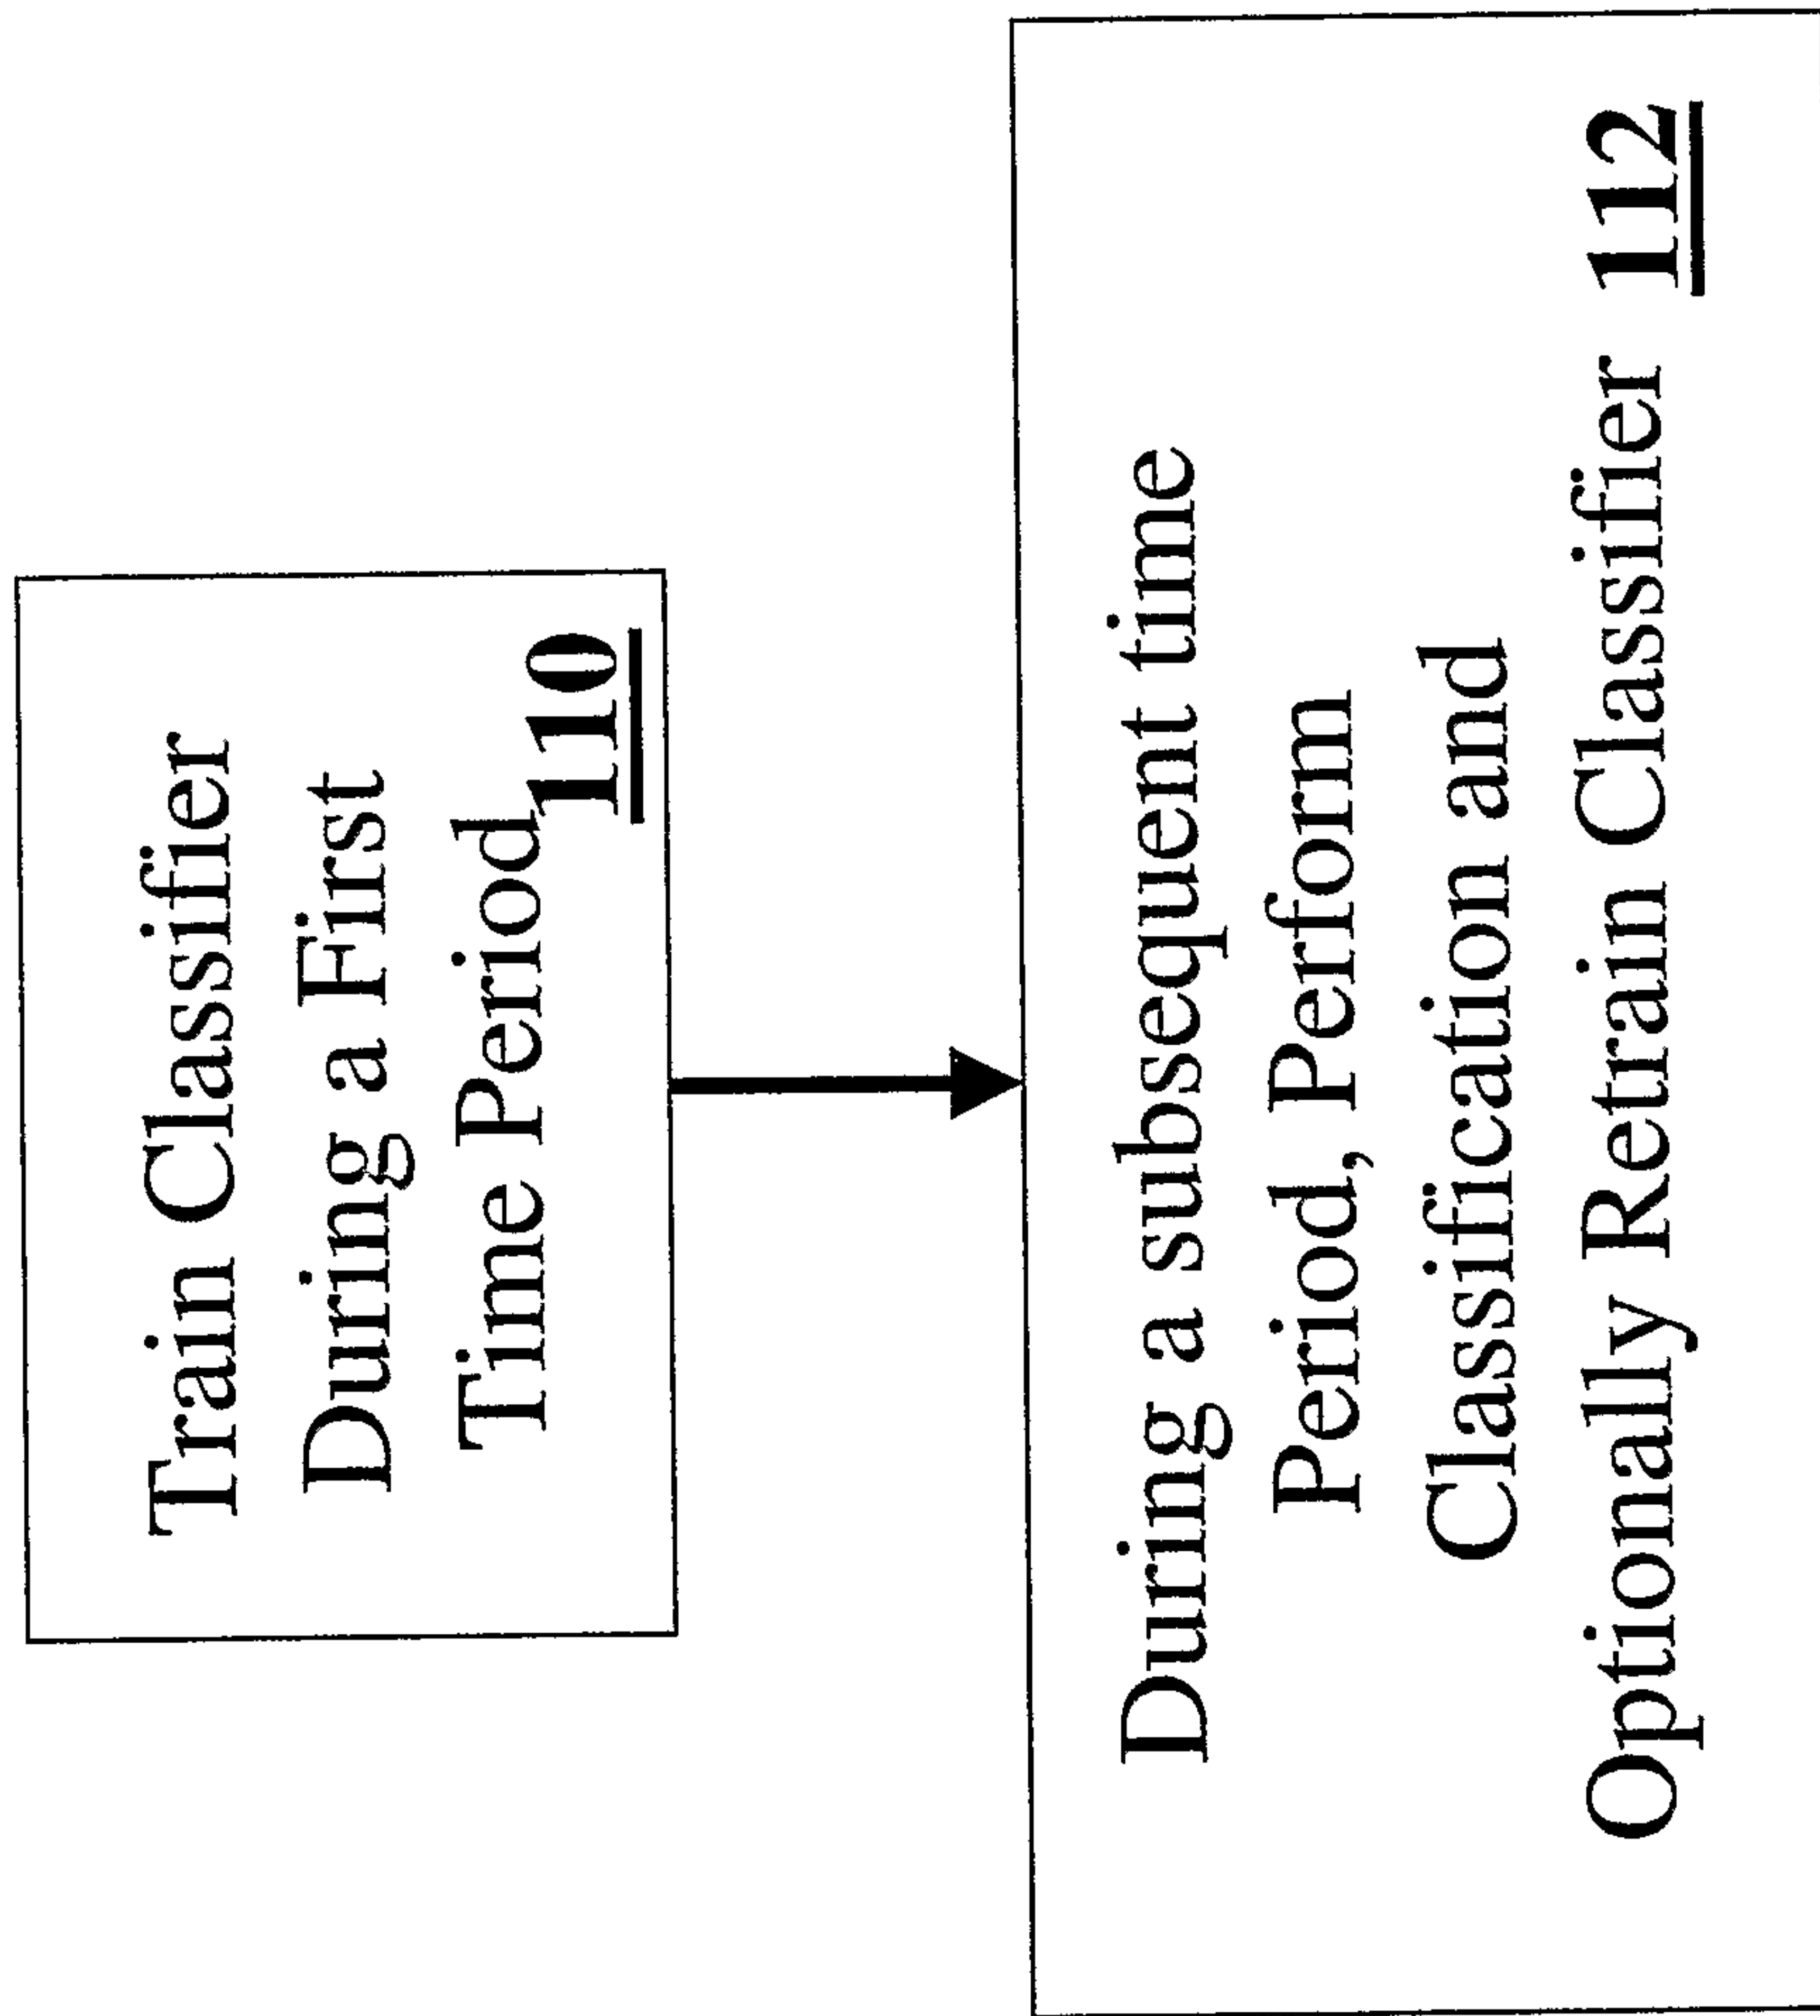 Train Classifier
During a First
Time Period 110
During a subsequent time
Period, Perform
Classification and
Optionally Retrain Classifier 112